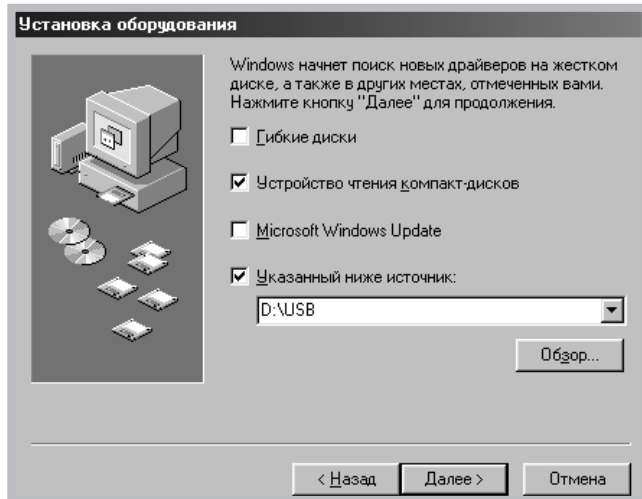 Установка оборудования
Windows начнет поиск новых драйверов на жестком
диске, а также в других местах, отмеченных вами.
Нажмите кнопку "Далее" для продолжения.
Гибкие диски
Устройство чтения компакт-дисков
Microsoft Windows Update
Указанный ниже источник:
D:\USB
Обзор...
< Назад
Далее >
Отмена